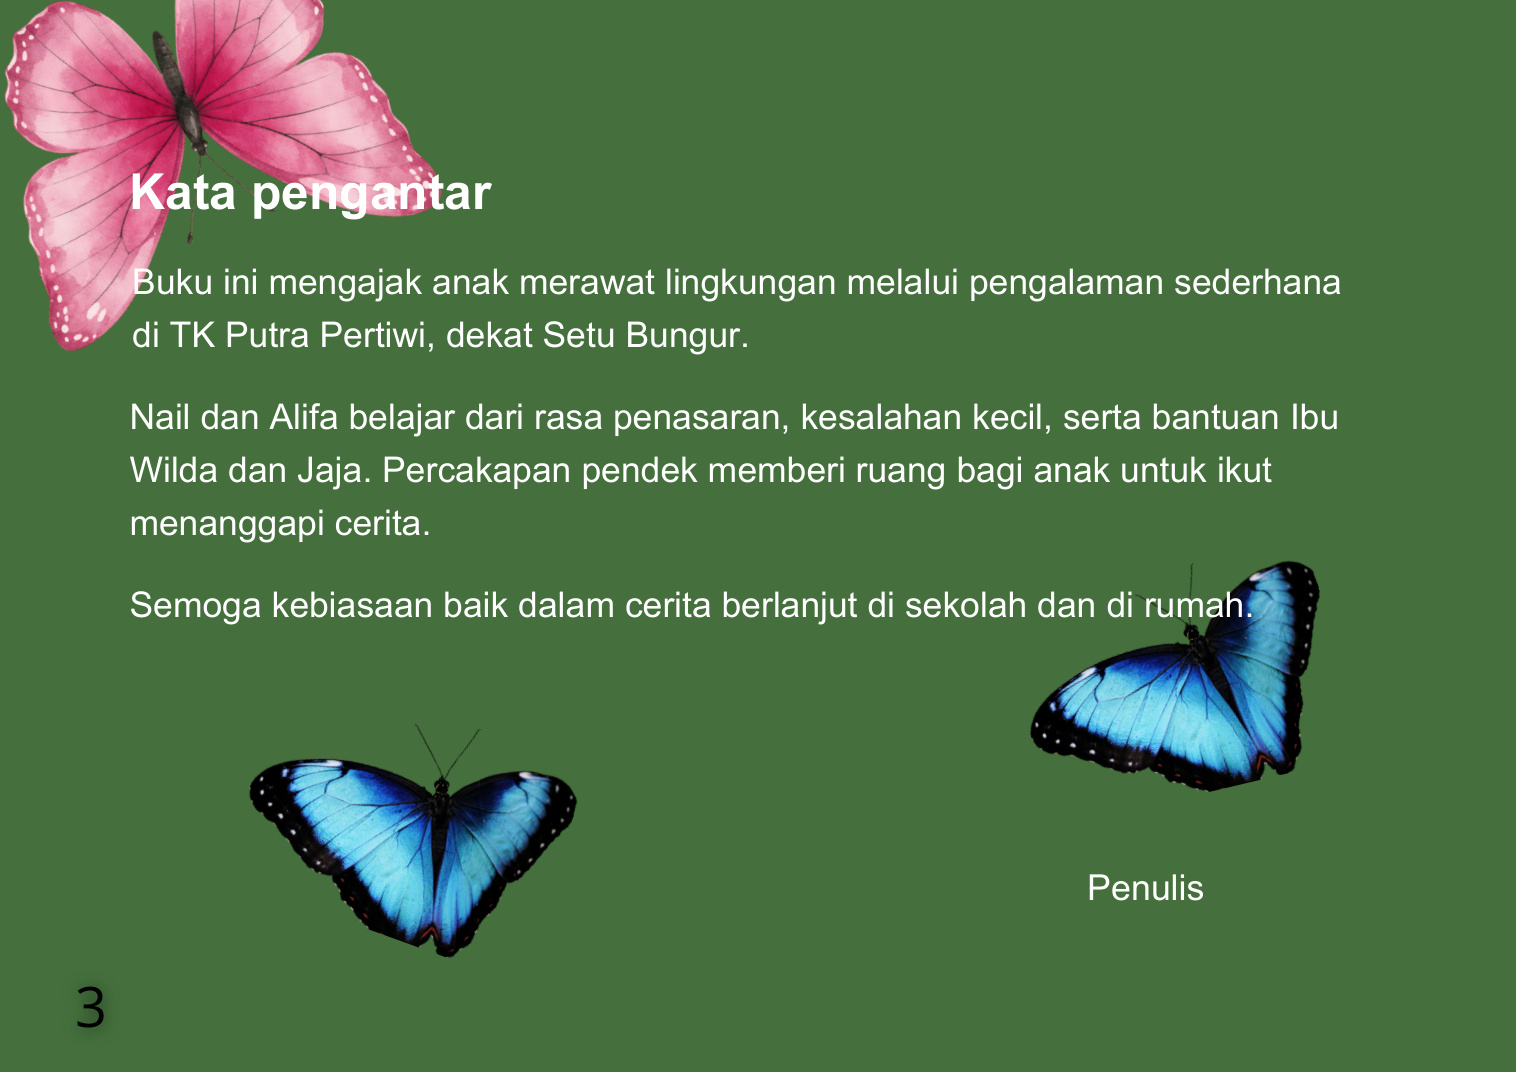 Kata pengantar
Buku ini mengajak anak merawat lingkungan melalui pengalaman sederhana
di TK Putra Pertiwi, dekat Setu Bungur.
Nail dan Alifa belajar dari rasa penasaran, kesalahan kecil, serta bantuan Ibu
Wilda dan Jaja. Percakapan pendek memberi ruang bagi anak untuk ikut
menanggapi cerita.
Semoga kebiasaan baik dalam cerita berlanjut di sekolah dan di rumah.
Penulis
3